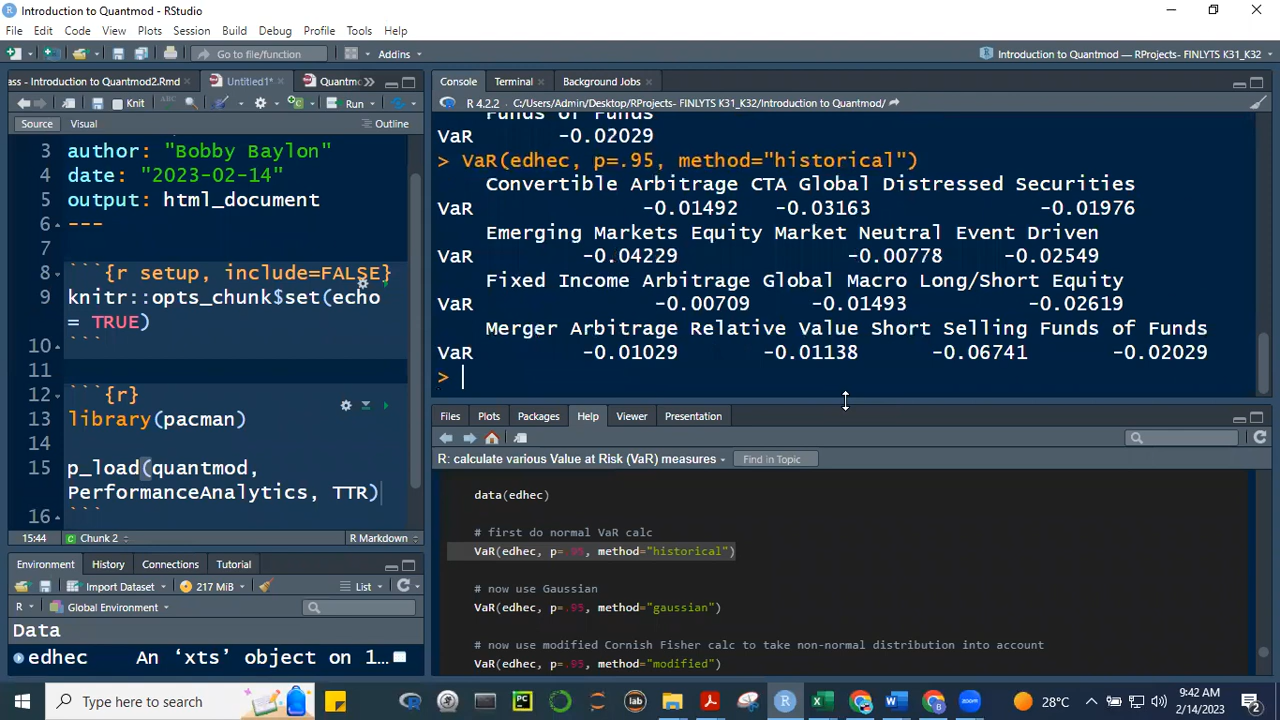 Introduction to Quantmod - RStudio
File Edit Code View Plots Session Build Debug Profile Tools Help
Go to file/function
Addins
Introduction to Quantmod — RProjects- FINLYTS K31_K32
ass - Introduction to Quantmod2.Rmd
Untitled1*
Quantmo
Knit
ABC
Run
Source
Visual
Outline
3 author: "Bobby Baylon"
4 date: "2023-02-14"
5 output: html_document
6 ---
7
8 ```{r setup, include=FALSE}
9 knitr::opts_chunk$set(echo
= TRUE)
10 ```
11
12 ```{r}
13 library(pacman)
14
15 p_load(quantmod,
PerformanceAnalytics, TTR)
16 ```
15:44
Chunk 2
R Markdown
Environment History Connections Tutorial
Import Dataset
217 MiB
List
R
Global Environment
Data
edhec An ‘xts’ object on 1...
Console Terminal Background Jobs
R 4.2.2 . C:/Users/Admin/Desktop/RProjects- FINLYTS K31_K32/Introduction to Quantmod/
Funds of Funds
VaR -0.02029
> VaR(edhec, p=.95, method="historical")
Convertible Arbitrage CTA Global Distressed Securities
VaR -0.01492 -0.03163 -0.01976
Emerging Markets Equity Market Neutral Event Driven
VaR -0.04229 -0.00778 -0.02549
Fixed Income Arbitrage Global Macro Long/Short Equity
VaR -0.00709 -0.01493 -0.02619
Merger Arbitrage Relative Value Short Selling Funds of Funds
VaR -0.01029 -0.01138 -0.06741 -0.02029
>
Files Plots Packages Help Viewer Presentation
R: calculate various Value at Risk (VaR) measures
Find in Topic
data(edhec)
# first do normal VaR calc
VaR(edhec, p=.95, method="historical")
# now use Gaussian
VaR(edhec, p=.95, method="gaussian")
# now use modified Cornish Fisher calc to take non-normal distribution into account
VaR(edhec, p=.95, method="modified")
Type here to search
PC
lab
R
zoom
28°C
9:42 AM
2/14/2023
2